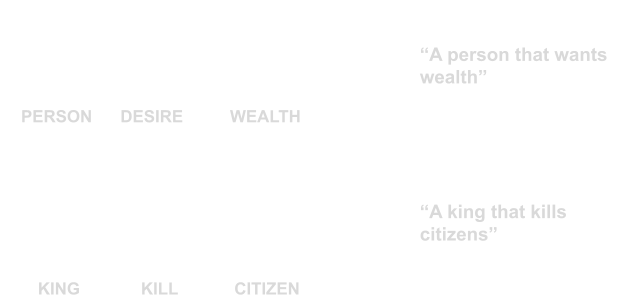 “A person that wants
wealth”
PERSON DESIRE WEALTH
“A king that kills
citizens”
KING KILL CITIZEN